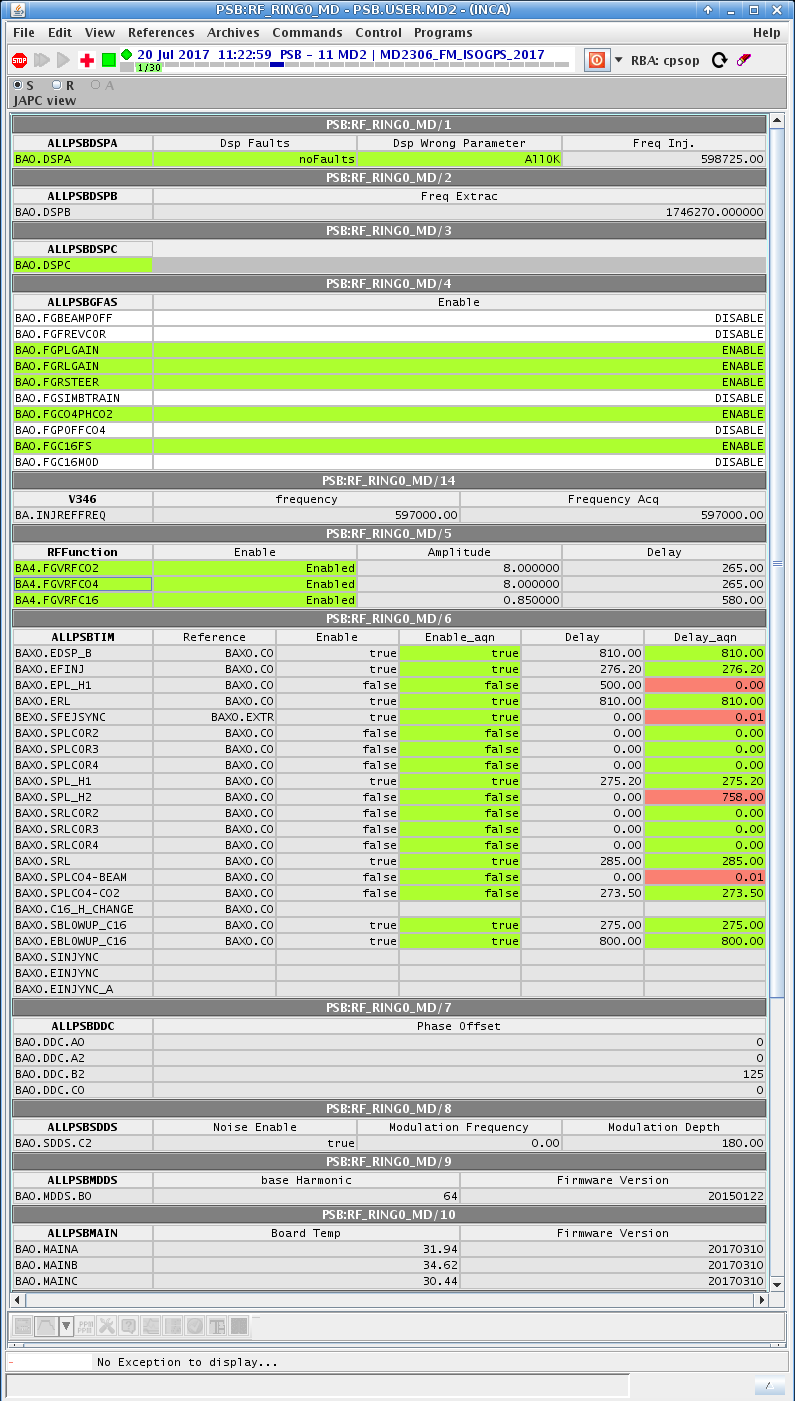 PSB:RF_RING0_MD - PSB.USER.MD2 - (INCA)
File Edit View References Archives Commands Control Programs Help
STOP 20 Jul 2017 11:22:59 PSB - 11 MD2 | MD2306_FM_ISOGPS_2017 RBA: cpsop
1/30
S R A
JAPC view
PSB:RF_RING0_MD/1
ALLPSBDSPA Dsp Faults Dsp Wrong Parameter Freq Inj.
BA0.DSPA noFaults AllOK 598725.00
PSB:RF_RING0_MD/2
ALLPSBDSPB Freq Extrac
BA0.DSPB 1746270.000000
PSB:RF_RING0_MD/3
ALLPSBDSPC
BA0.DSPC
PSB:RF_RING0_MD/4
ALLPSBGFAS Enable
BA0.FGBEAMPOFF DISABLE
BA0.FGFREVCOR DISABLE
BA0.FGPLGAIN ENABLE
BA0.FGRLGAIN ENABLE
BA0.FGRSTEER ENABLE
BA0.FGSIMBTRAIN DISABLE
BA0.FGC04PHC02 ENABLE
BA0.FGPOFFC04 DISABLE
BA0.FGC16FS ENABLE
BA0.FGC16MOD DISABLE
PSB:RF_RING0_MD/14
V346 frequency Frequency Acq
BA.INJREFFREQ 597000.00 597000.00
PSB:RF_RING0_MD/5
RFFunction Enable Amplitude Delay
BA4.FGVRFC02 Enabled 8.000000 265.00
BA4.FGVRFC04 Enabled 8.000000 265.00
BA4.FGVRFC16 Enabled 0.850000 580.00
PSB:RF_RING0_MD/6
ALLPSBTIM Reference Enable Enable_aqn Delay Delay_aqn
BAX0.EDSP_B BAX0.C0 true true 810.00 810.00
BAX0.EFINJ BAX0.C0 true true 276.20 276.20
BAX0.EPL_H1 BAX0.C0 false false 500.00 0.00
BAX0.ERL BAX0.C0 true true 810.00 810.00
BEX0.SFEJSYNC BAX0.EXTR true true 0.00 0.01
BAX0.SPLCOR2 BAX0.C0 false false 0.00 0.00
BAX0.SPLCOR3 BAX0.C0 false false 0.00 0.00
BAX0.SPLCOR4 BAX0.C0 false false 0.00 0.00
BAX0.SPL_H1 BAX0.C0 true true 275.20 275.20
BAX0.SPL_H2 BAX0.C0 false false 0.00 758.00
BAX0.SRLCOR2 BAX0.C0 false false 0.00 0.00
BAX0.SRLCOR3 BAX0.C0 false false 0.00 0.00
BAX0.SRLCOR4 BAX0.C0 false false 0.00 0.00
BAX0.SRL BAX0.C0 true true 285.00 285.00
BAX0.SPLC04-BEAM BAX0.C0 false false 0.00 0.01
BAX0.SPLC04-C02 BAX0.C0 false false 273.50 273.50
BAX0.C16_H_CHANGE BAX0.C0
BAX0.SBLOWUP_C16 BAX0.C0 true true 275.00 275.00
BAX0.EBLOWUP_C16 BAX0.C0 true true 800.00 800.00
BAX0.SINJYNC
BAX0.EINJYNC
BAX0.EINJYNC_A
PSB:RF_RING0_MD/7
ALLPSBDDC Phase Offset
BA0.DDC.A0 0
BA0.DDC.A2 0
BA0.DDC.B2 125
BA0.DDC.C0 0
PSB:RF_RING0_MD/8
ALLPSBSDDS Noise Enable Modulation Frequency Modulation Depth
BA0.SDDS.C2 true 0.00 180.00
PSB:RF_RING0_MD/9
ALLPSBMDDS base Harmonic Firmware Version
BA0.MDDS.B0 64 20150122
PSB:RF_RING0_MD/10
ALLPSBMAIN Board Temp Firmware Version
BA0.MAINA 31.94 20170310
BA0.MAINB 34.62 20170310
BA0.MAINC 30.44 20170310
- No Exception to display...